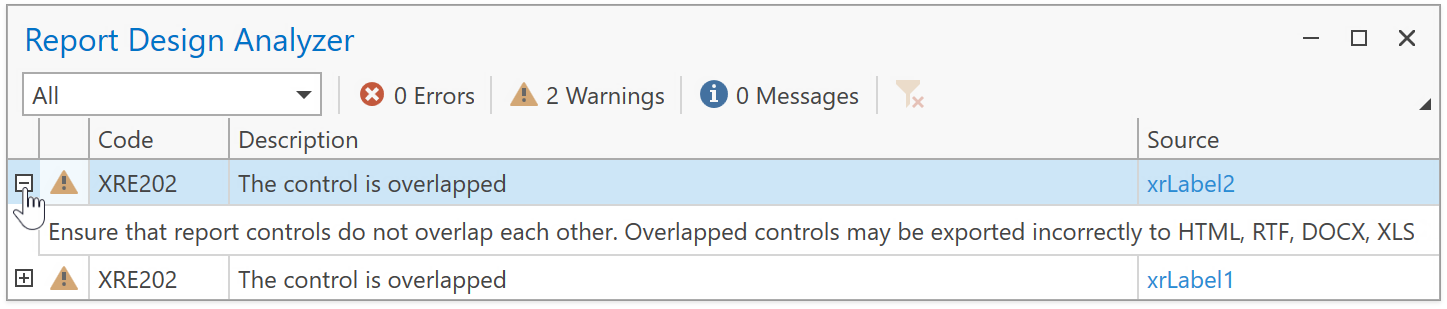 Report Design Analyzer
All 0 Errors 2 Warnings 0 Messages
Code Description Source
XRE202 The control is overlapped xrLabel2
Ensure that report controls do not overlap each other. Overlapped controls may be exported incorrectly to HTML, RTF, DOCX, XLS
XRE202 The control is overlapped xrLabel1